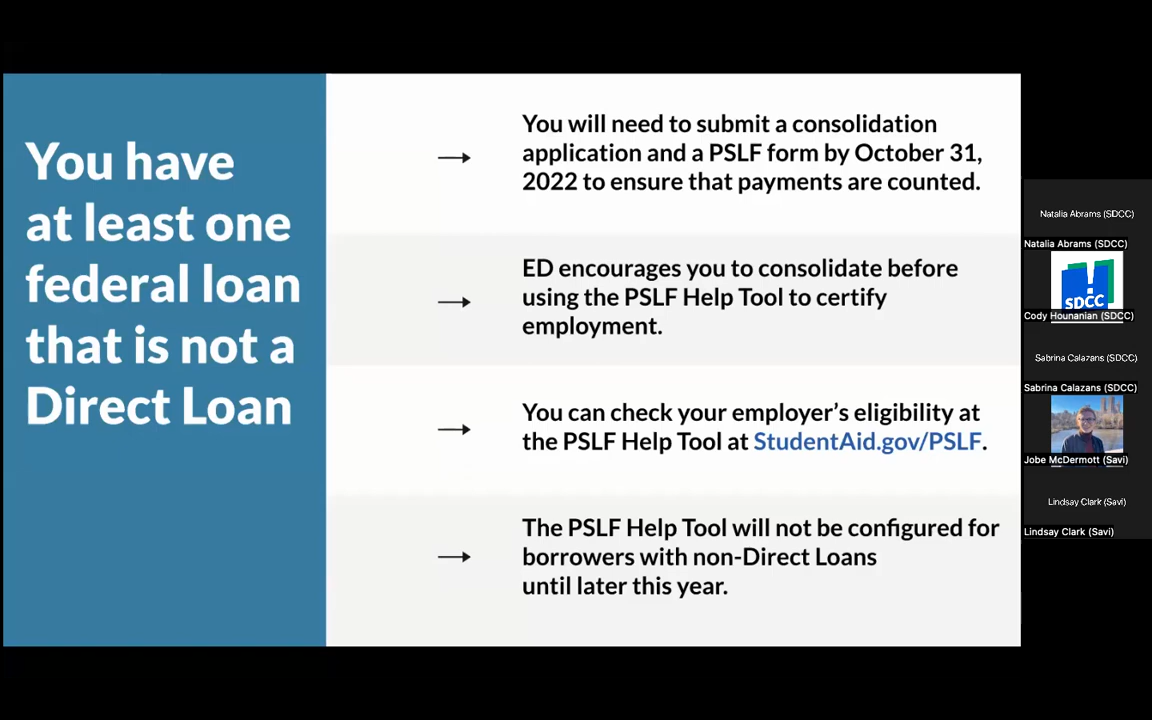 You have
at least one
federal loan
that is not a
Direct Loan
You will need to submit a consolidation
application and a PSLF form by October 31,
2022 to ensure that payments are counted.
ED encourages you to consolidate before
using the PSLF Help Tool to certify
employment.
You can check your employer’s eligibility at
the PSLF Help Tool at StudentAid.gov/PSLF.
The PSLF Help Tool will not be configured for
borrowers with non-Direct Loans
until later this year.
Natalia Abrams (SDCC)
Natalia Abrams (SDCC)
SDCC
Cody Hounanian (SDCC)
Sabrina Calazans (SDCC)
Sabrina Calazans (SDCC)
Jobe McDermott (Savi)
Lindsay Clark (Savi)
Lindsay Clark (Savi)